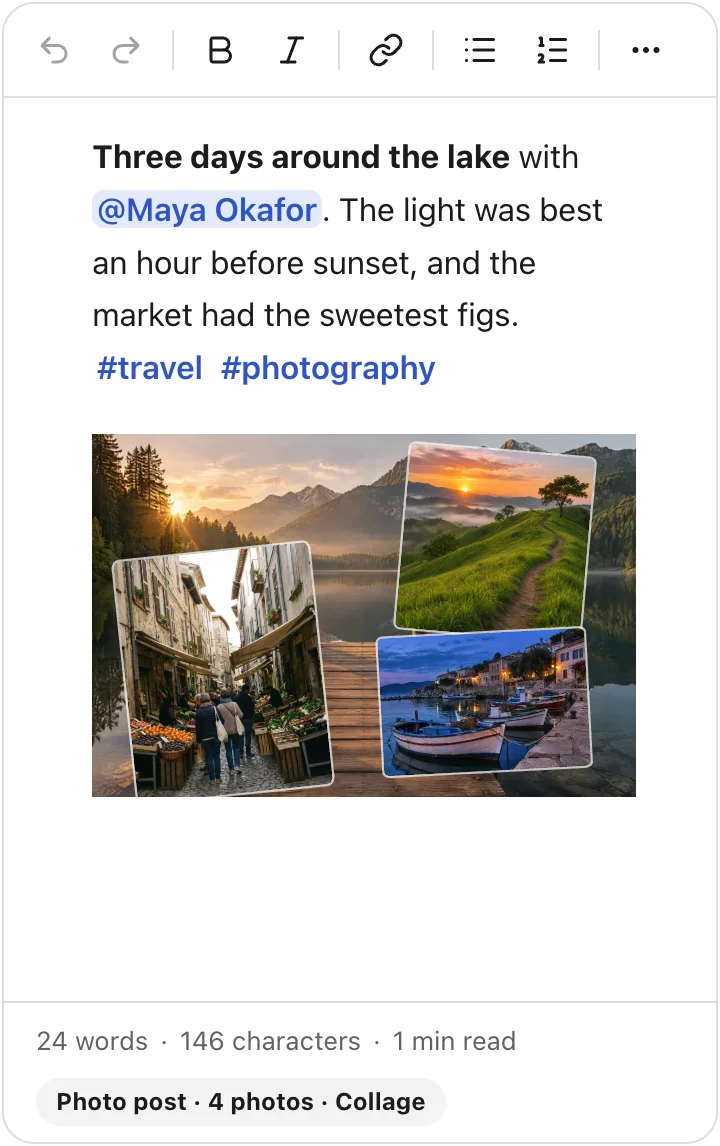 B I
Three days around the lake with
@Maya Okafor. The light was best
an hour before sunset, and the
market had the sweetest figs.
#travel #photography
24 words · 146 characters · 1 min read
Photo post · 4 photos · Collage